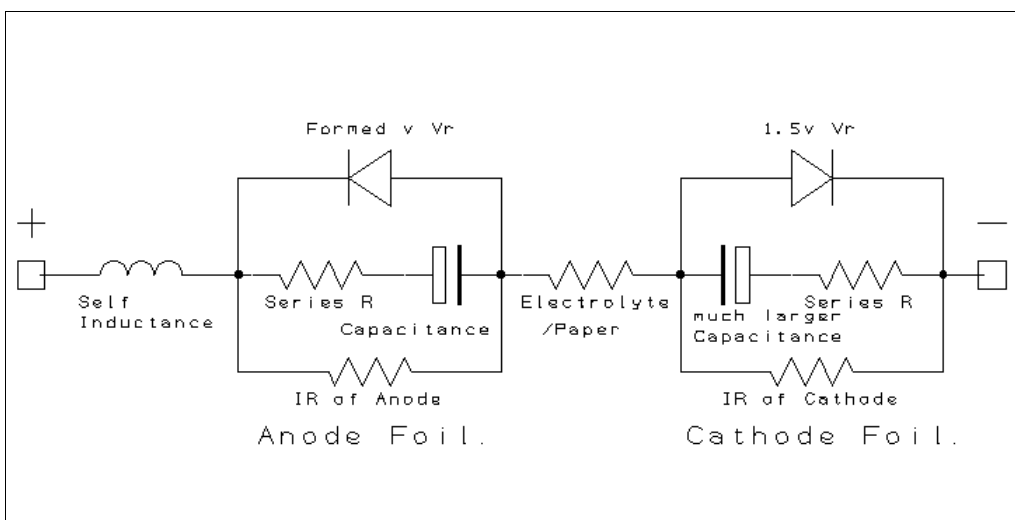 Formed v Vr
1.5v Vr
+
−
Self
Inductance
Series R
Capacitance
Electrolyte
/Paper
much larger
Capacitance
Series R
IR of Anode
IR of Cathode
Anode Foil.
Cathode Foil.